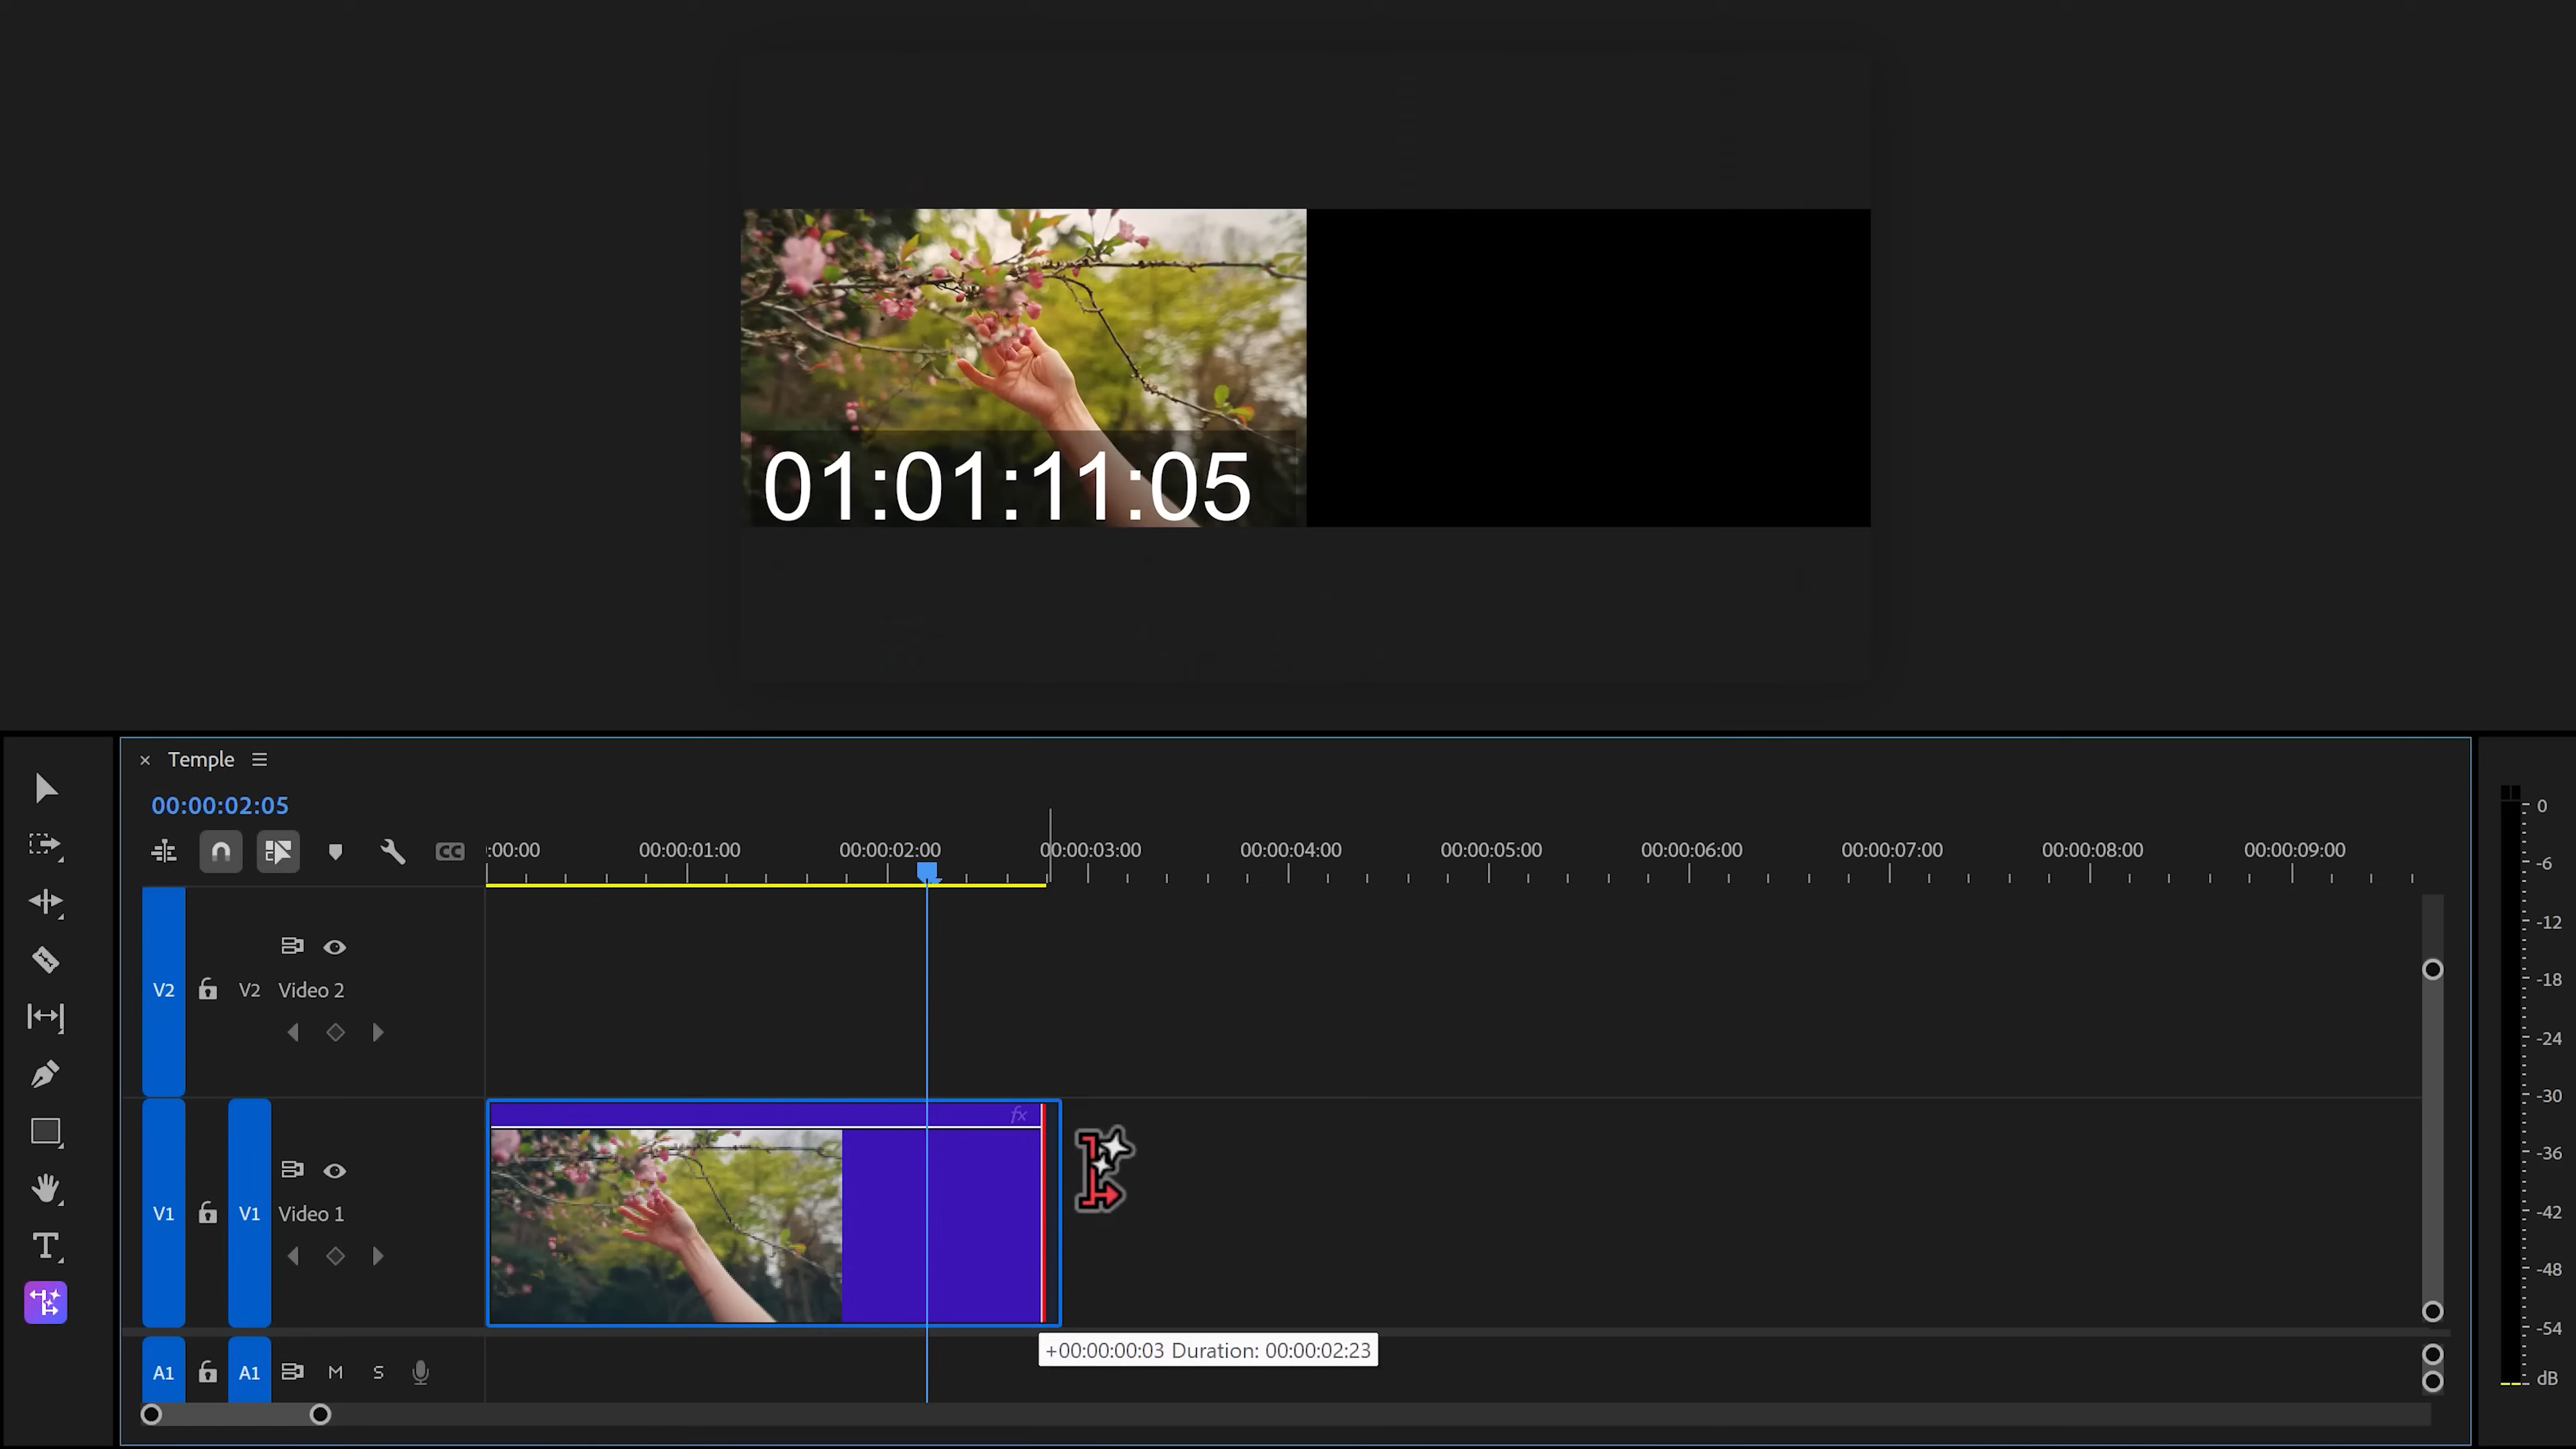 01:01:11:05
× Temple
00:00:02:05
CC
:00:00 00:00:01:00 00:00:02:00 00:00:03:00 00:00:04:00 00:00:05:00 00:00:06:00 00:00:07:00 00:00:08:00 00:00:09:00
V2 V2 Video 2
fx
V1 V1 Video 1
T
+00:00:00:03 Duration: 00:00:02:23
A1 A1 M S
0
-6
-12
-18
-24
-30
-36
-42
-48
-54
dB